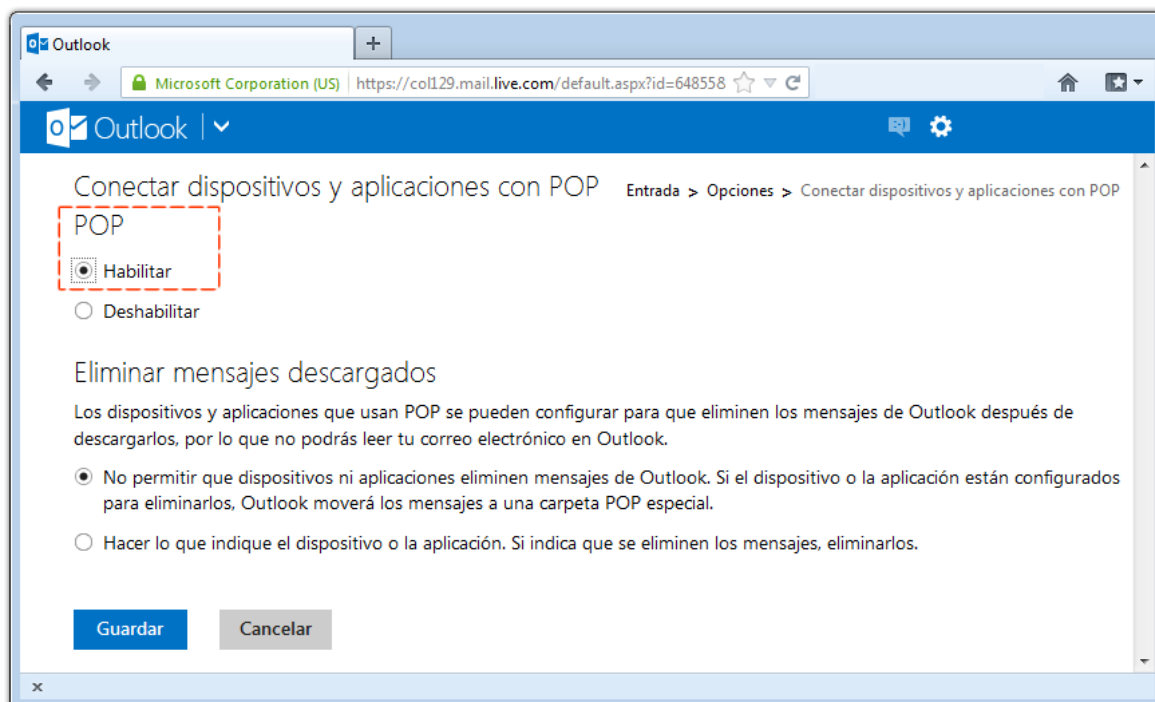 Outlook
Microsoft Corporation (US) https://col129.mail.live.com/default.aspx?id=648558
Outlook
Conectar dispositivos y aplicaciones con POP
Entrada > Opciones > Conectar dispositivos y aplicaciones con POP
POP
Habilitar
Deshabilitar
Eliminar mensajes descargados
Los dispositivos y aplicaciones que usan POP se pueden configurar para que eliminen los mensajes de Outlook después de
descargarlos, por lo que no podrás leer tu correo electrónico en Outlook.
No permitir que dispositivos ni aplicaciones eliminen mensajes de Outlook. Si el dispositivo o la aplicación están configurados
para eliminarlos, Outlook moverá los mensajes a una carpeta POP especial.
Hacer lo que indique el dispositivo o la aplicación. Si indica que se eliminen los mensajes, eliminarlos.
Guardar Cancelar